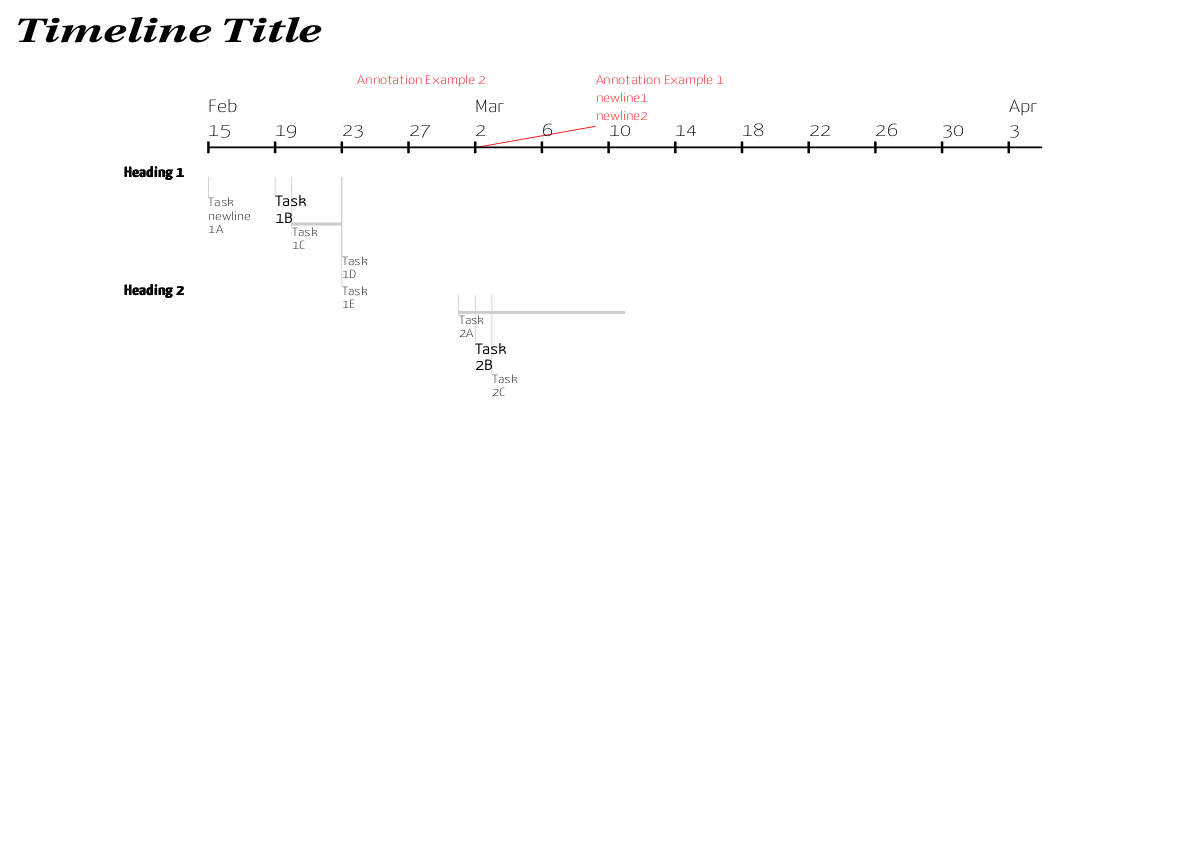 Timeline Title
Annotation Example 2
Annotation Example 1
newline1
newline2
Feb
Mar
Apr
15 19 23 27 2 6 10 14 18 22 26 30 3
Heading 1
Task
newline
1A
Task
1B
Task
1C
Task
1D
Task
1E
Heading 2
Task
2A
Task
2B
Task
2C